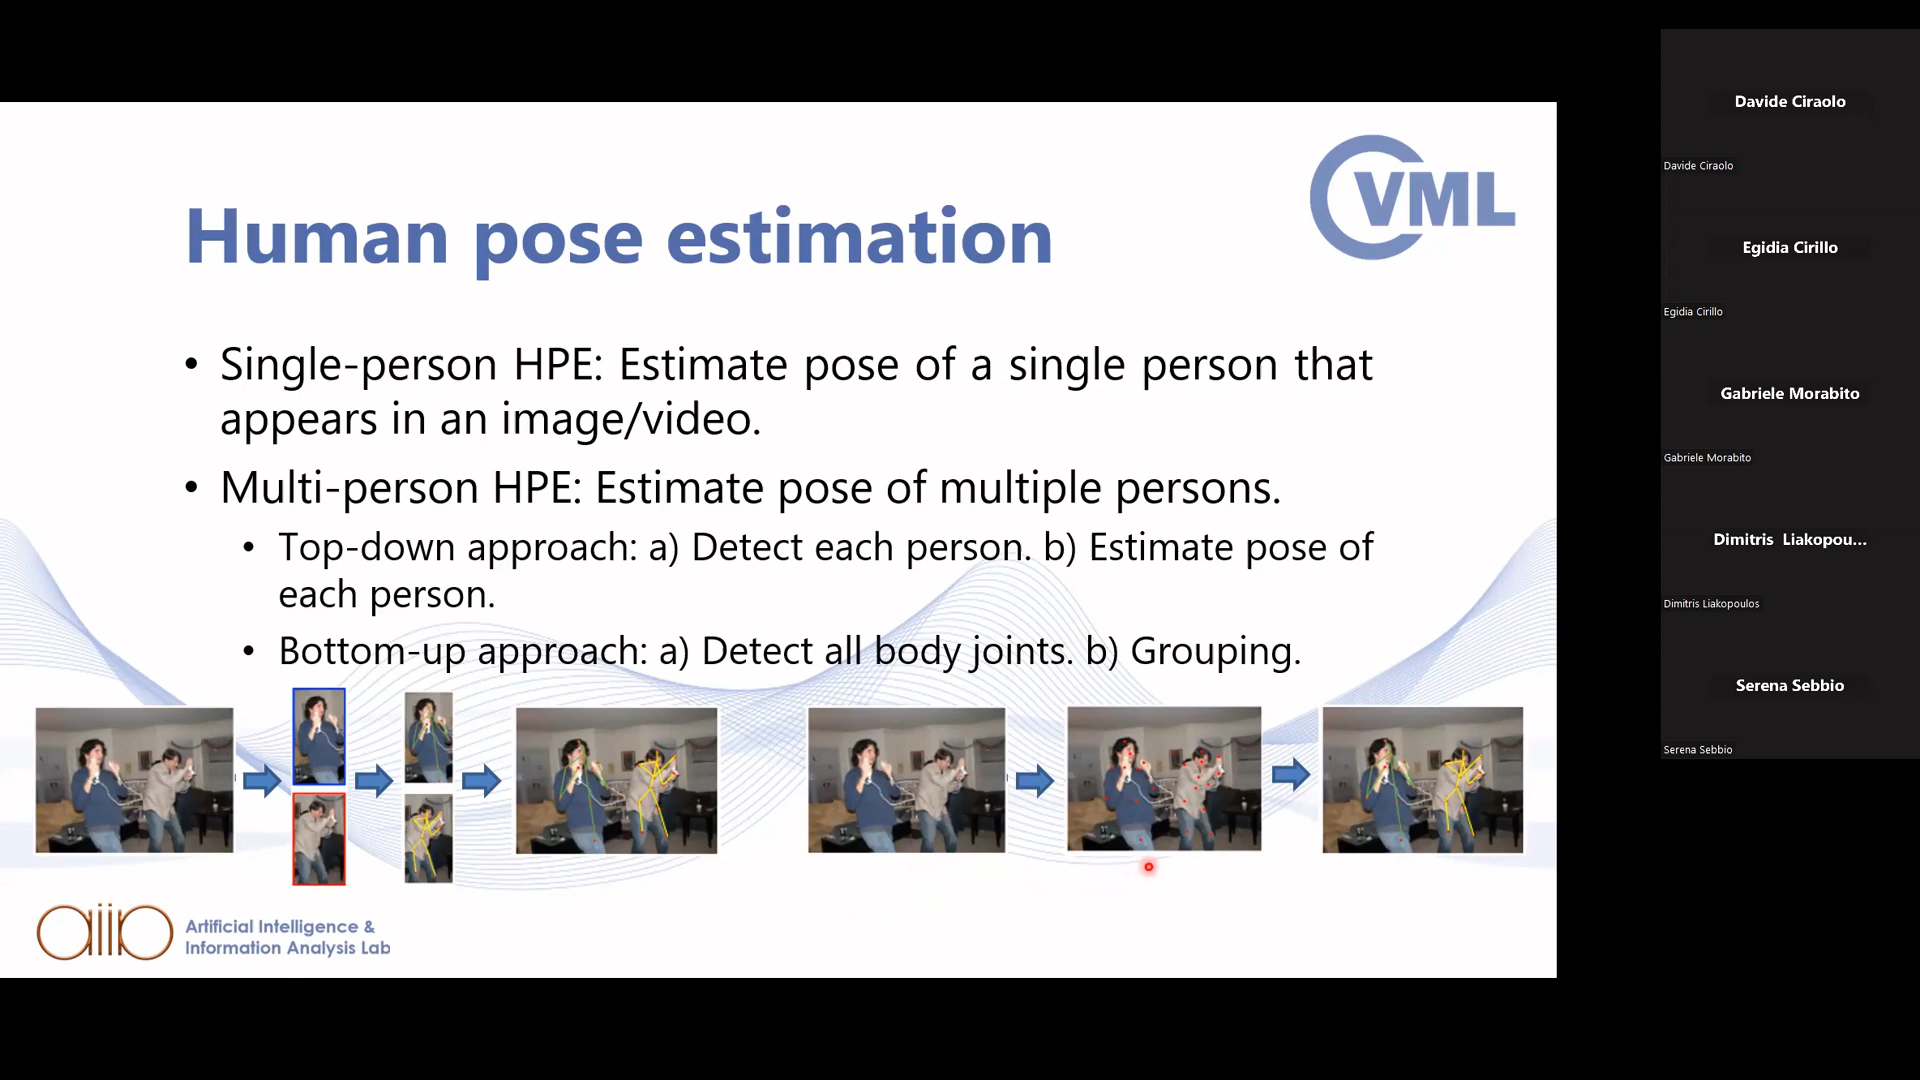 CVML
Human pose estimation
• Single-person HPE: Estimate pose of a single person that
appears in an image/video.
• Multi-person HPE: Estimate pose of multiple persons.
• Top-down approach: a) Detect each person. b) Estimate pose of
each person.
• Bottom-up approach: a) Detect all body joints. b) Grouping.
aiia
Artificial Intelligence &
Information Analysis Lab
Davide Ciraolo
Davide Ciraolo
Egidia Cirillo
Egidia Cirillo
Gabriele Morabito
Gabriele Morabito
Dimitris Liakopou...
Dimitris Liakopoulos
Serena Sebbio
Serena Sebbio